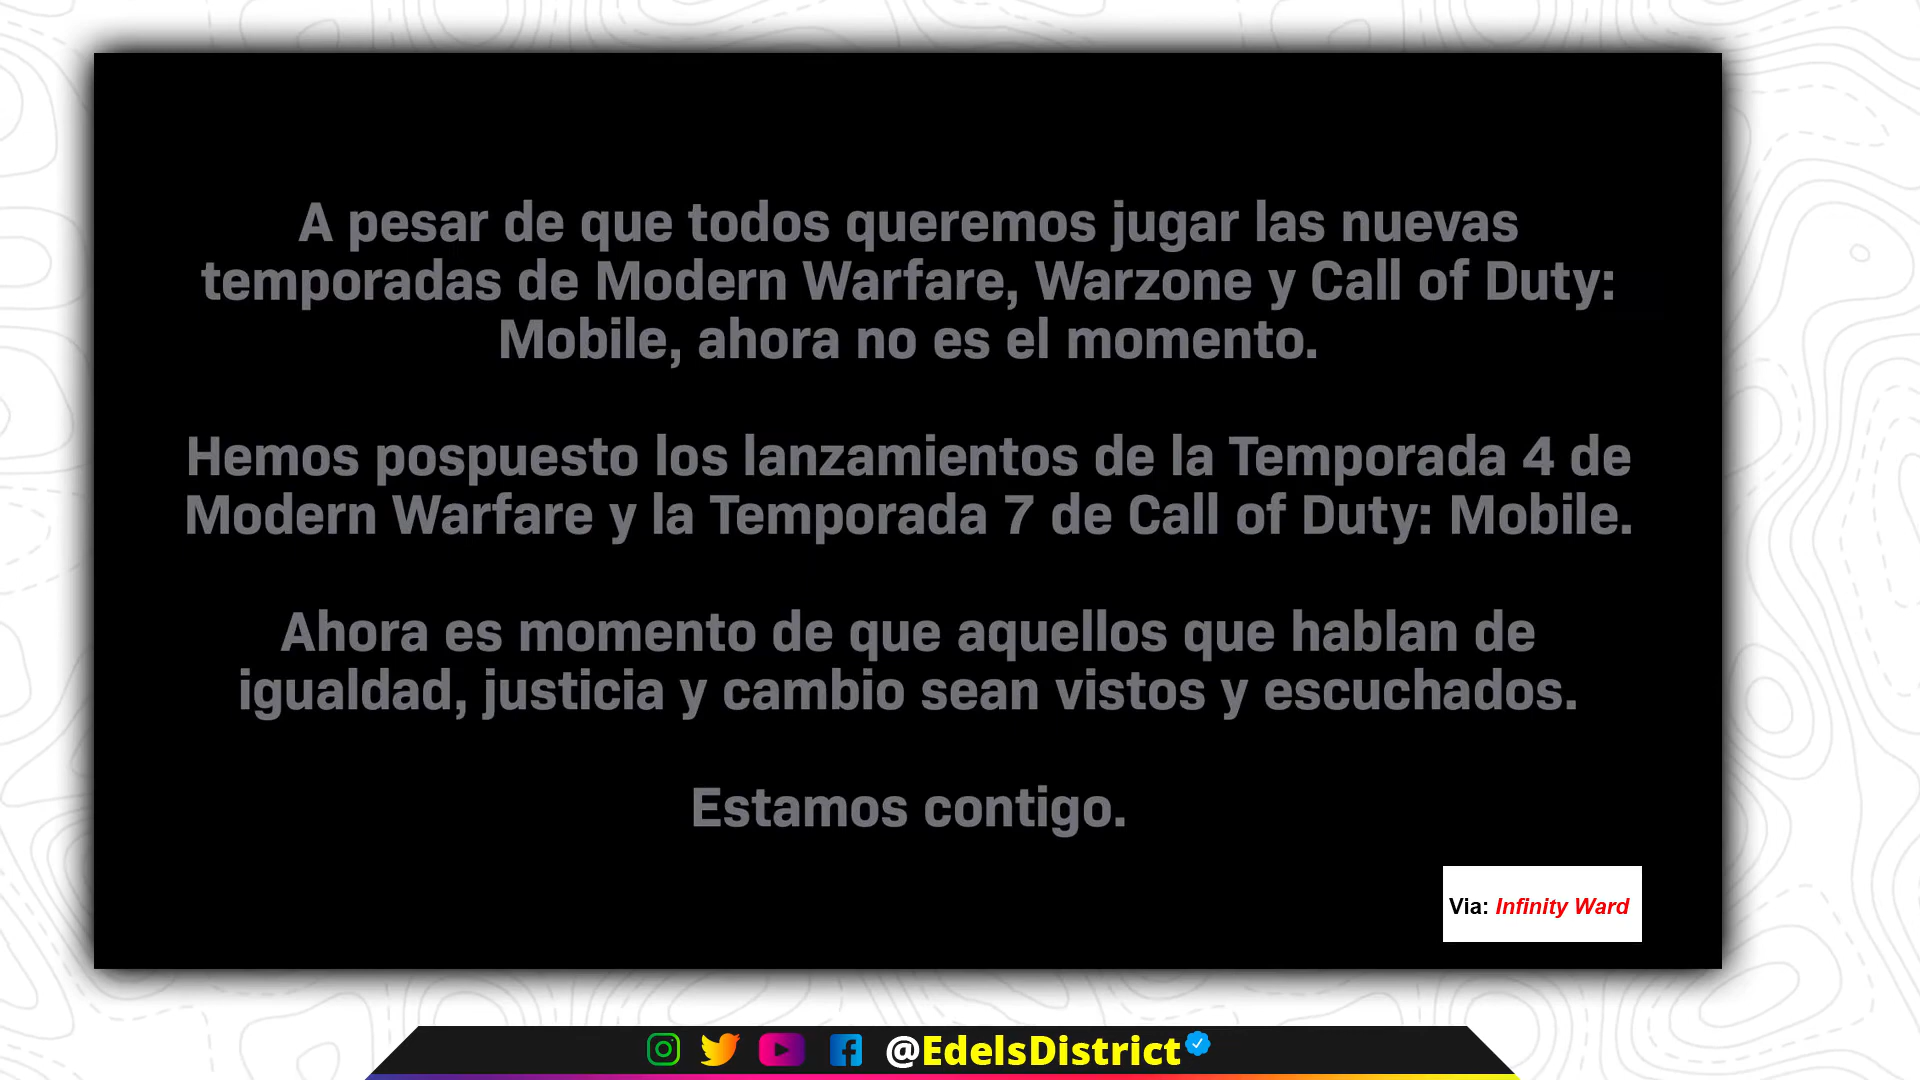 A pesar de que todos queremos jugar las nuevas
temporadas de Modern Warfare, Warzone y Call of Duty:
Mobile, ahora no es el momento.
Hemos pospuesto los lanzamientos de la Temporada 4 de
Modern Warfare y la Temporada 7 de Call of Duty: Mobile.
Ahora es momento de que aquellos que hablan de
igualdad, justicia y cambio sean vistos y escuchados.
Estamos contigo.
Via: Infinity Ward
@EdelsDistrict